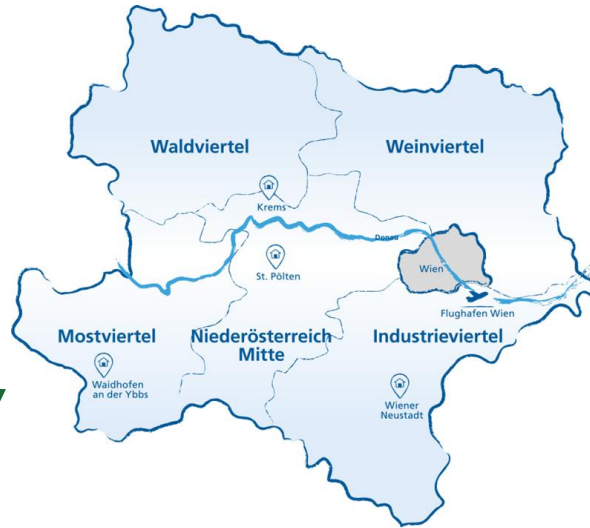 Waldviertel
Weinviertel
Krems
Donau
St. Pölten
Wien
Flughafen Wien
Mostviertel
Niederösterreich
Mitte
Industrieviertel
Waidhofen
an der Ybbs
Wiener
Neustadt